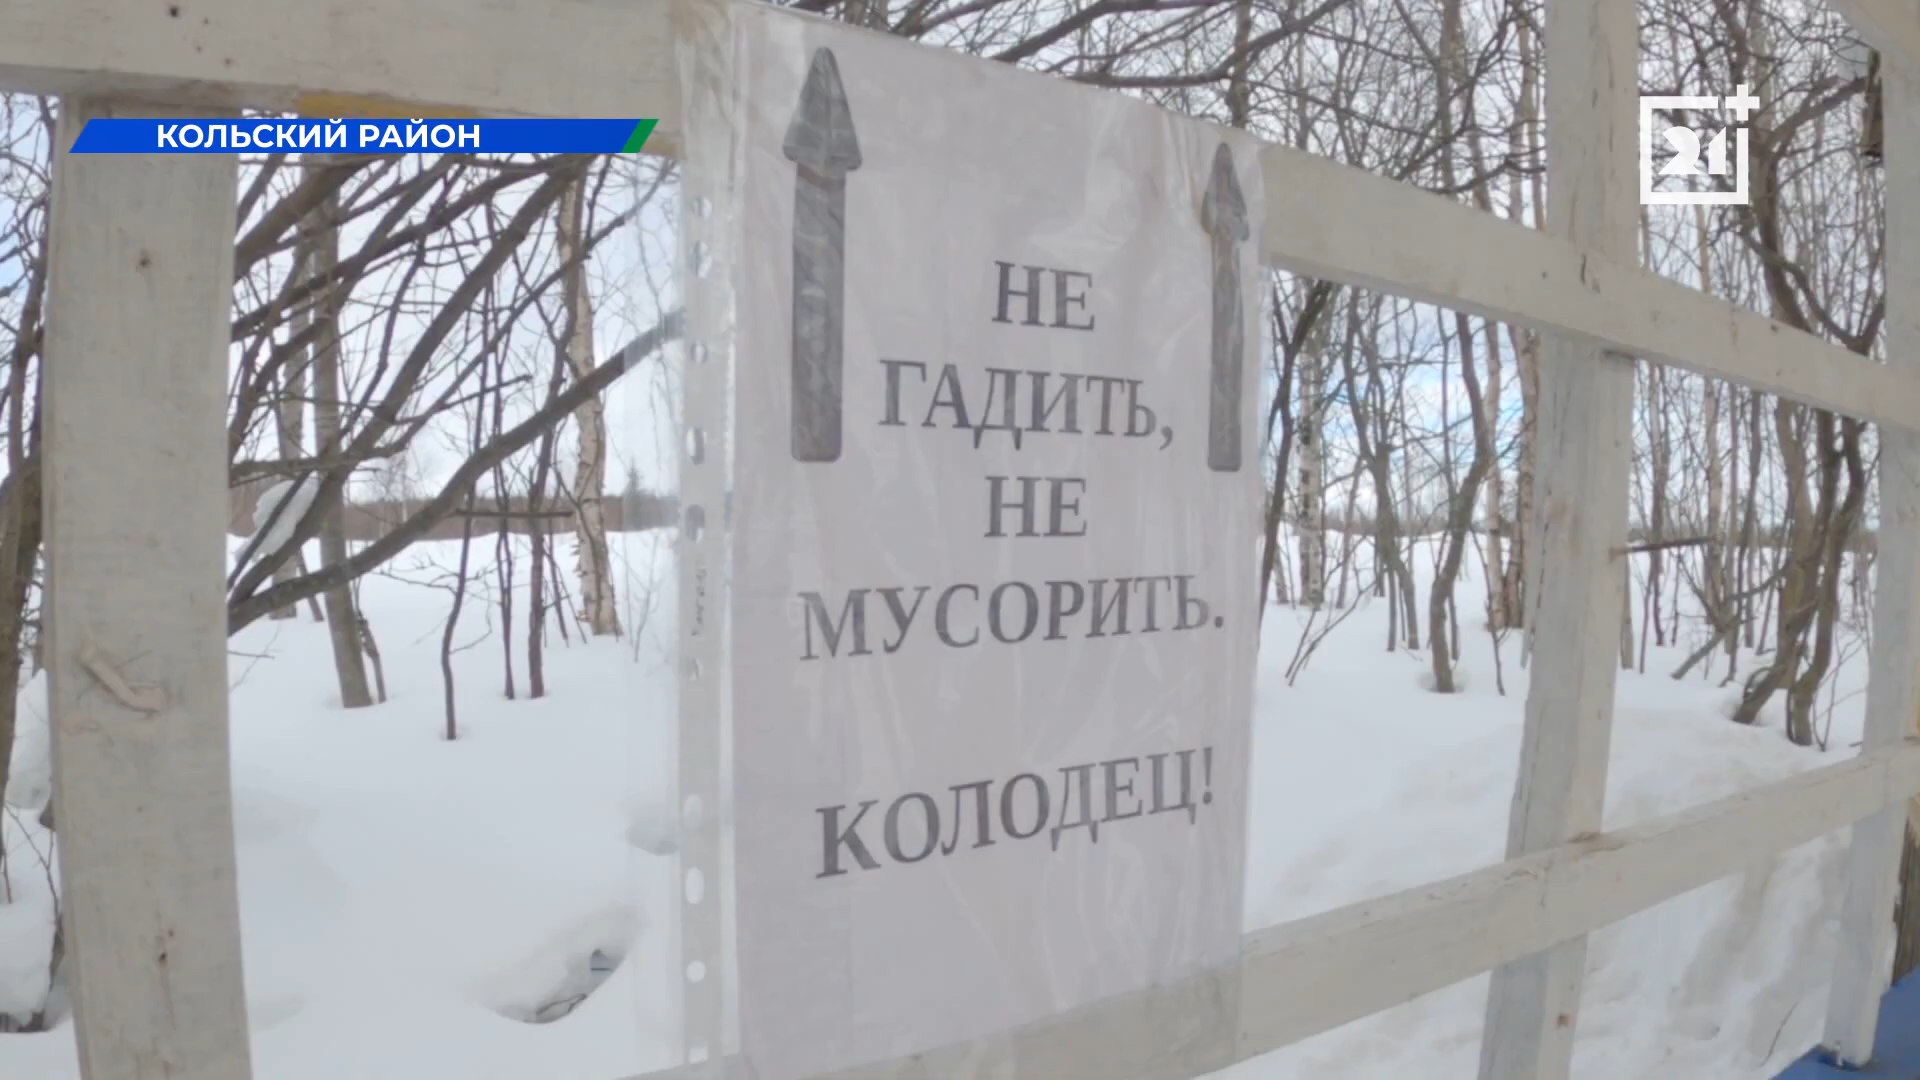 КОЛЬСКИЙ РАЙОН
21+
НЕ
ГАДИТЬ,
НЕ
МУСОРИТЬ.
КОЛОДЕЦ!